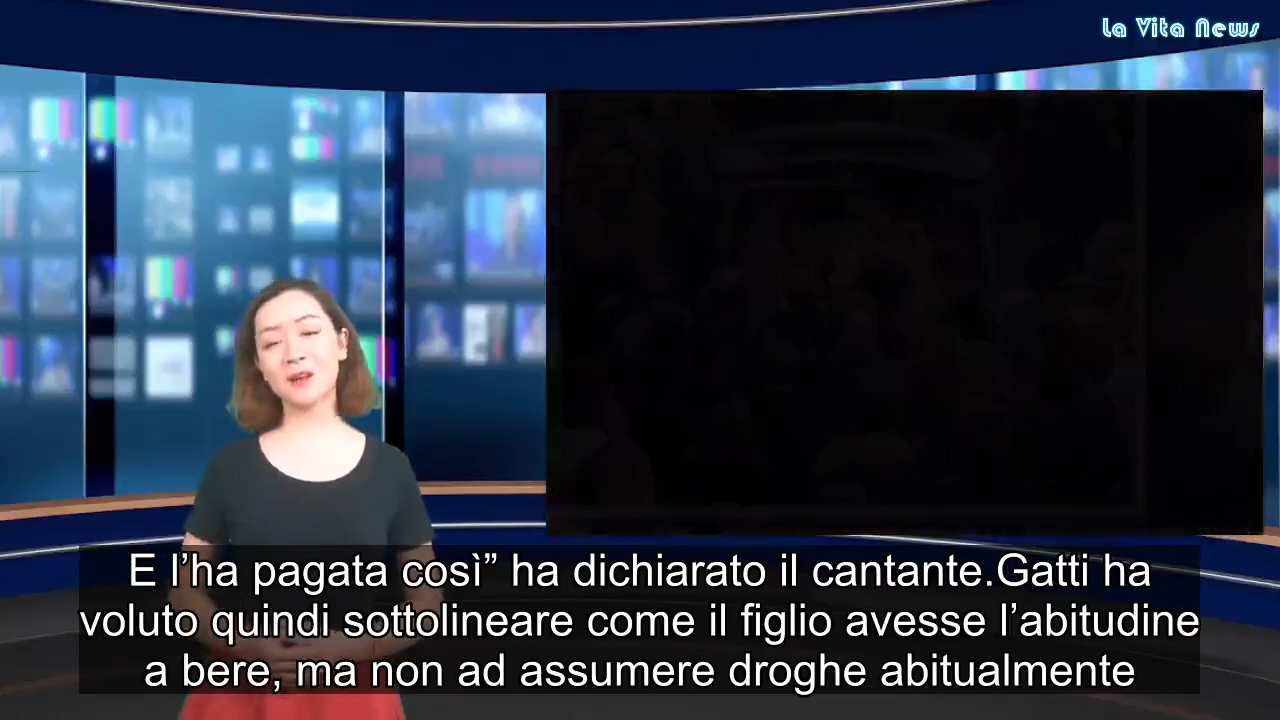 La Vita News
E l’ha pagata così” ha dichiarato il cantante.Gatti ha
voluto quindi sottolineare come il figlio avesse l’abitudine
a bere, ma non ad assumere droghe abitualmente